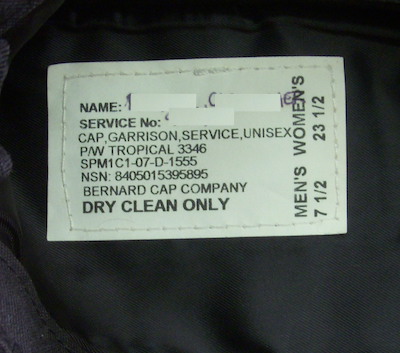 NAME:
SERVICE No:
CAP,GARRISON,SERVICE,UNISEX
P/W TROPICAL 3346
SPM1C1-07-D-1555
NSN: 8405015395895
BERNARD CAP COMPANY
DRY CLEAN ONLY
MEN'S WOMEN'S
7 1/2 23 1/2